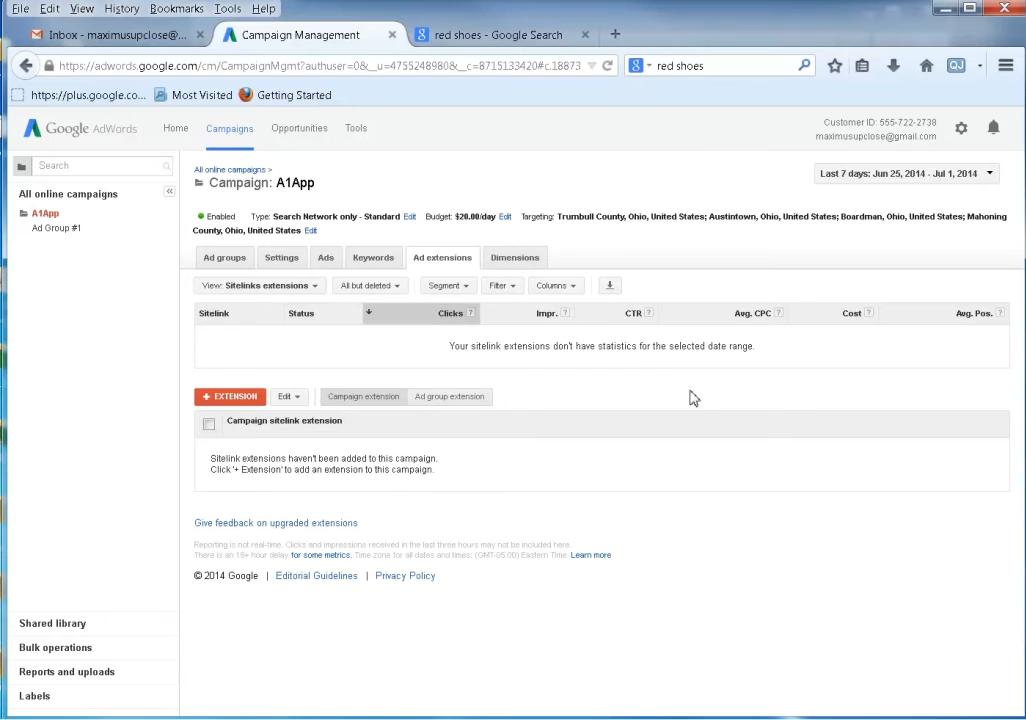 File Edit View History Bookmarks Tools Help
Inbox - maximusupclose@... × Campaign Management × red shoes - Google Search × +
https://adwords.google.com/cm/CampaignMgmt?authuser=0&__u=4755248980&__c=8715133420#c.18873 red shoes
https://plus.google.co... Most Visited Getting Started
Google AdWords Home Campaigns Opportunities Tools
Customer ID: 555-722-2738
maximusupclose@gmail.com
Search
All online campaigns «
A1App
Ad Group #1
Shared library
Bulk operations
Reports and uploads
Labels
All online campaigns >
Campaign: A1App
Last 7 days: Jun 25, 2014 - Jul 1, 2014
Enabled Type: Search Network only - Standard Edit Budget: $20.00/day Edit Targeting: Trumbull County, Ohio, United States; Austintown, Ohio, United States; Boardman, Ohio, United States; Mahoning
County, Ohio, United States Edit
Ad groups Settings Ads Keywords Ad extensions Dimensions
View: Sitelinks extensions All but deleted Segment Filter Columns
Sitelink Status Clicks ? Impr. ? CTR ? Avg. CPC ? Cost ? Avg. Pos. ?
Your sitelink extensions don't have statistics for the selected date range.
+ EXTENSION Edit Campaign extension Ad group extension
Campaign sitelink extension
Sitelink extensions haven't been added to this campaign.
Click '+ Extension' to add an extension to this campaign.
Give feedback on upgraded extensions
Reporting is not real-time. Clicks and impressions received in the last three hours may not be included here.
There is an 18+ hour delay for some metrics. Time zone for all dates and times: (GMT-05:00) Eastern Time. Learn more
© 2014 Google | Editorial Guidelines | Privacy Policy